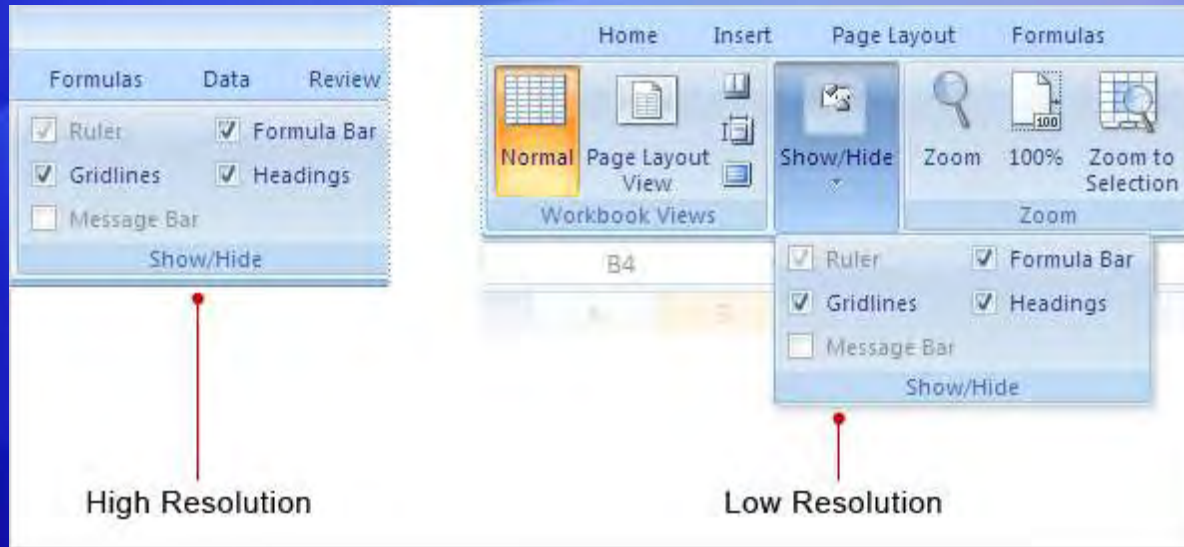 Formulas Data Review
Ruler Formula Bar
Gridlines Headings
Message Bar
Show/Hide
High Resolution
Home Insert Page Layout Formulas
Normal Page Layout View Show/Hide Zoom 100% Zoom to Selection
100
Workbook Views Zoom
B4
Ruler Formula Bar
Gridlines Headings
Message Bar
Show/Hide
Low Resolution